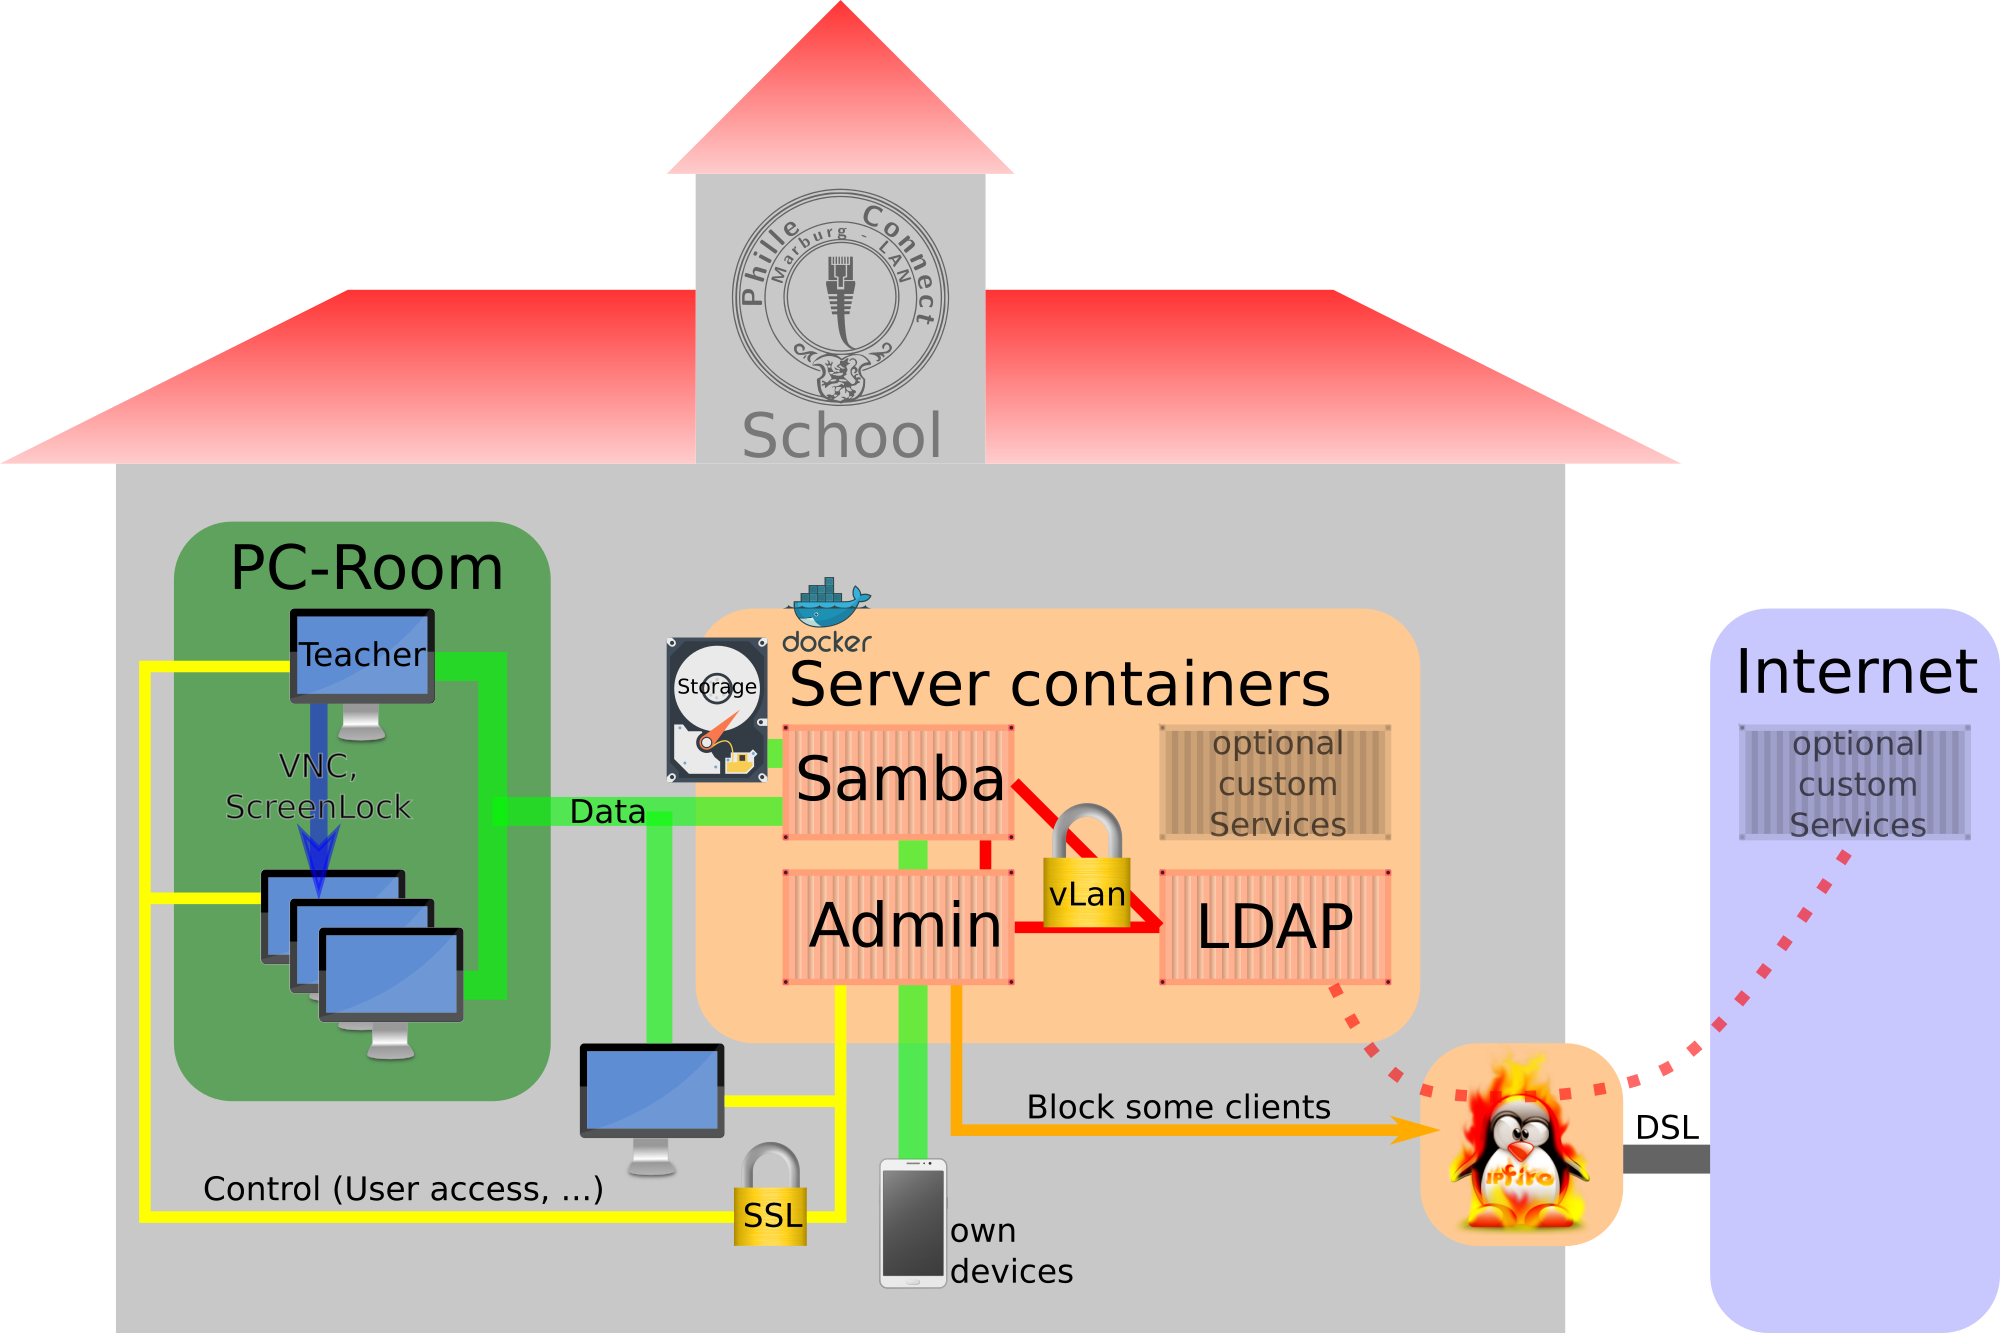 Phille Connect
Marburg - LAN
School
PC-Room
Teacher
VNC,
ScreenLock
docker
Storage
Server containers
Samba
optional
custom
Services
Data
Admin
vLan
LDAP
Internet
optional
custom
Services
Block some clients
DSL
ipfire
Control (User access, ...)
SSL
own
devices